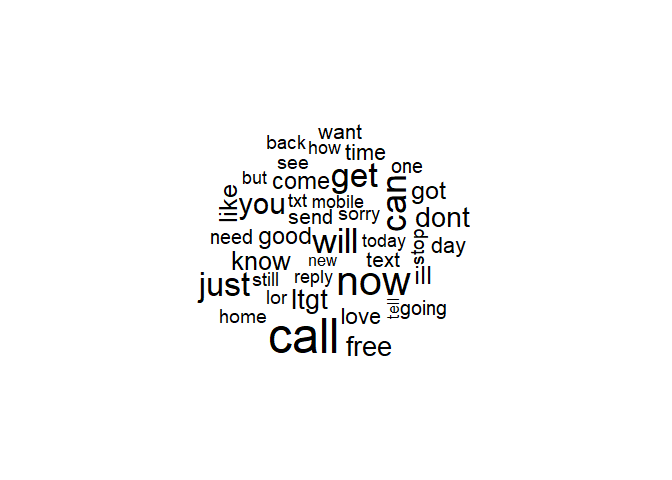 want
back how time
see one
but come get
like you txt mobile can got
send sorry dont
need good will today stop day
know new text
just still reply now ill
lor ltgt
home love tell going
call free